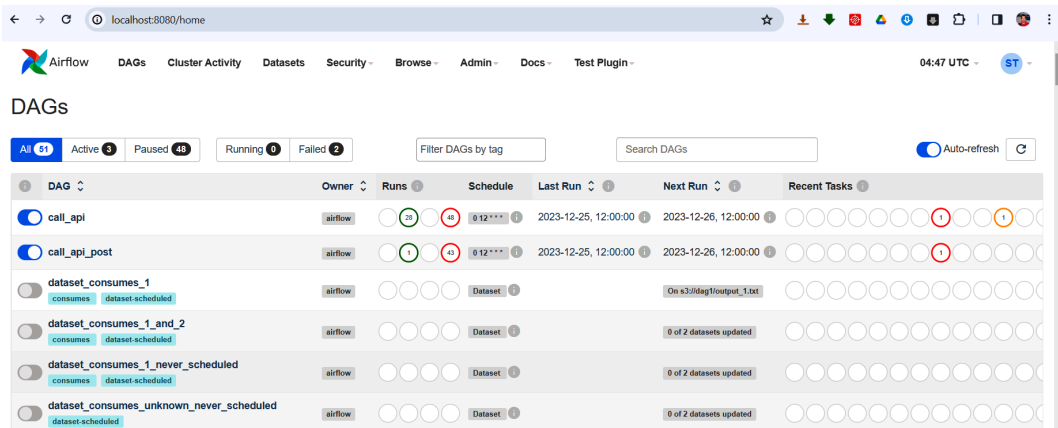 localhost:8080/home
Airflow DAGs Cluster Activity Datasets Security Browse Admin Docs Test Plugin 04:47 UTC ST
DAGs
All 51 Active 3 Paused 48 Running 0 Failed 2 Filter DAGs by tag Search DAGs Auto-refresh
DAG Owner Runs Schedule Last Run Next Run Recent Tasks
call_api airflow 28 48 0 12 * * * 2023-12-25, 12:00:00 2023-12-26, 12:00:00 1 1
call_api_post airflow 1 43 0 12 * * * 2023-12-25, 12:00:00 2023-12-26, 12:00:00 1
dataset_consumes_1
consumes dataset-scheduled airflow Dataset On s3://dag1/output_1.txt
dataset_consumes_1_and_2
consumes dataset-scheduled airflow Dataset 0 of 2 datasets updated
dataset_consumes_1_never_scheduled
consumes dataset-scheduled airflow Dataset 0 of 2 datasets updated
dataset_consumes_unknown_never_scheduled
dataset-scheduled airflow Dataset 0 of 2 datasets updated